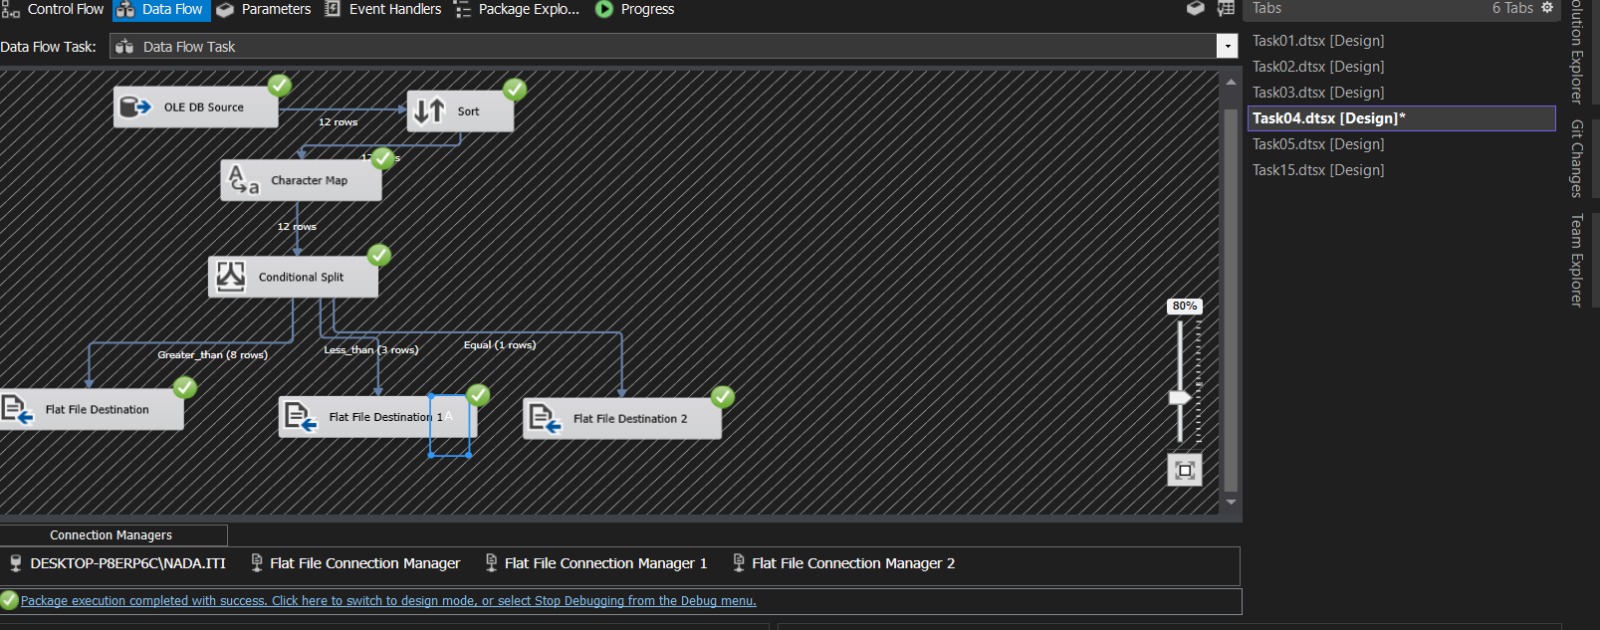 Control Flow Data Flow Parameters Event Handlers Package Explo... Progress
Tabs 6 Tabs
Data Flow Task: Data Flow Task
Task01.dtsx [Design]
Task02.dtsx [Design]
Task03.dtsx [Design]
Task04.dtsx [Design]*
Task05.dtsx [Design]
Task15.dtsx [Design]
olution Explorer
Git Changes
Team Explorer
OLE DB Source
12 rows
Sort
Character Map
A
a
12 rows
Conditional Split
Greater_than (8 rows)
Less_than (3 rows)
Equal (1 rows)
Flat File Destination
Flat File Destination 1
A
Flat File Destination 2
80%
Connection Managers
DESKTOP-P8ERP6C\NADA.ITI Flat File Connection Manager Flat File Connection Manager 1 Flat File Connection Manager 2
Package execution completed with success. Click here to switch to design mode, or select Stop Debugging from the Debug menu.